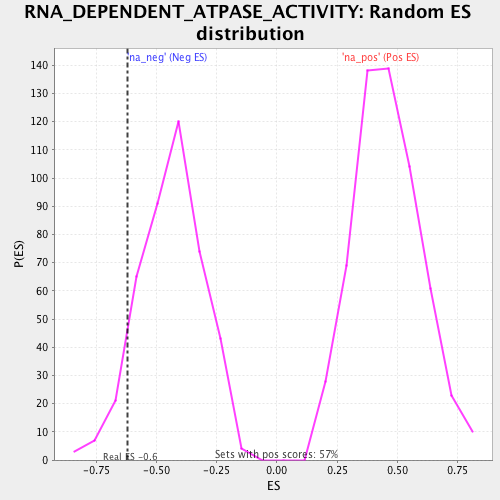 RNA_DEPENDENT_ATPASE_ACTIVITY: Random ES
distribution
'na_neg' (Neg ES)
'na_pos' (Pos ES)
140
130
120
110
100
90
80
70
60
50
40
30
20
10
0
P(ES)
Real ES -0.6
Sets with pos scores: 57%
-0.75
-0.50
-0.25
0.00
0.25
0.50
0.75
ES